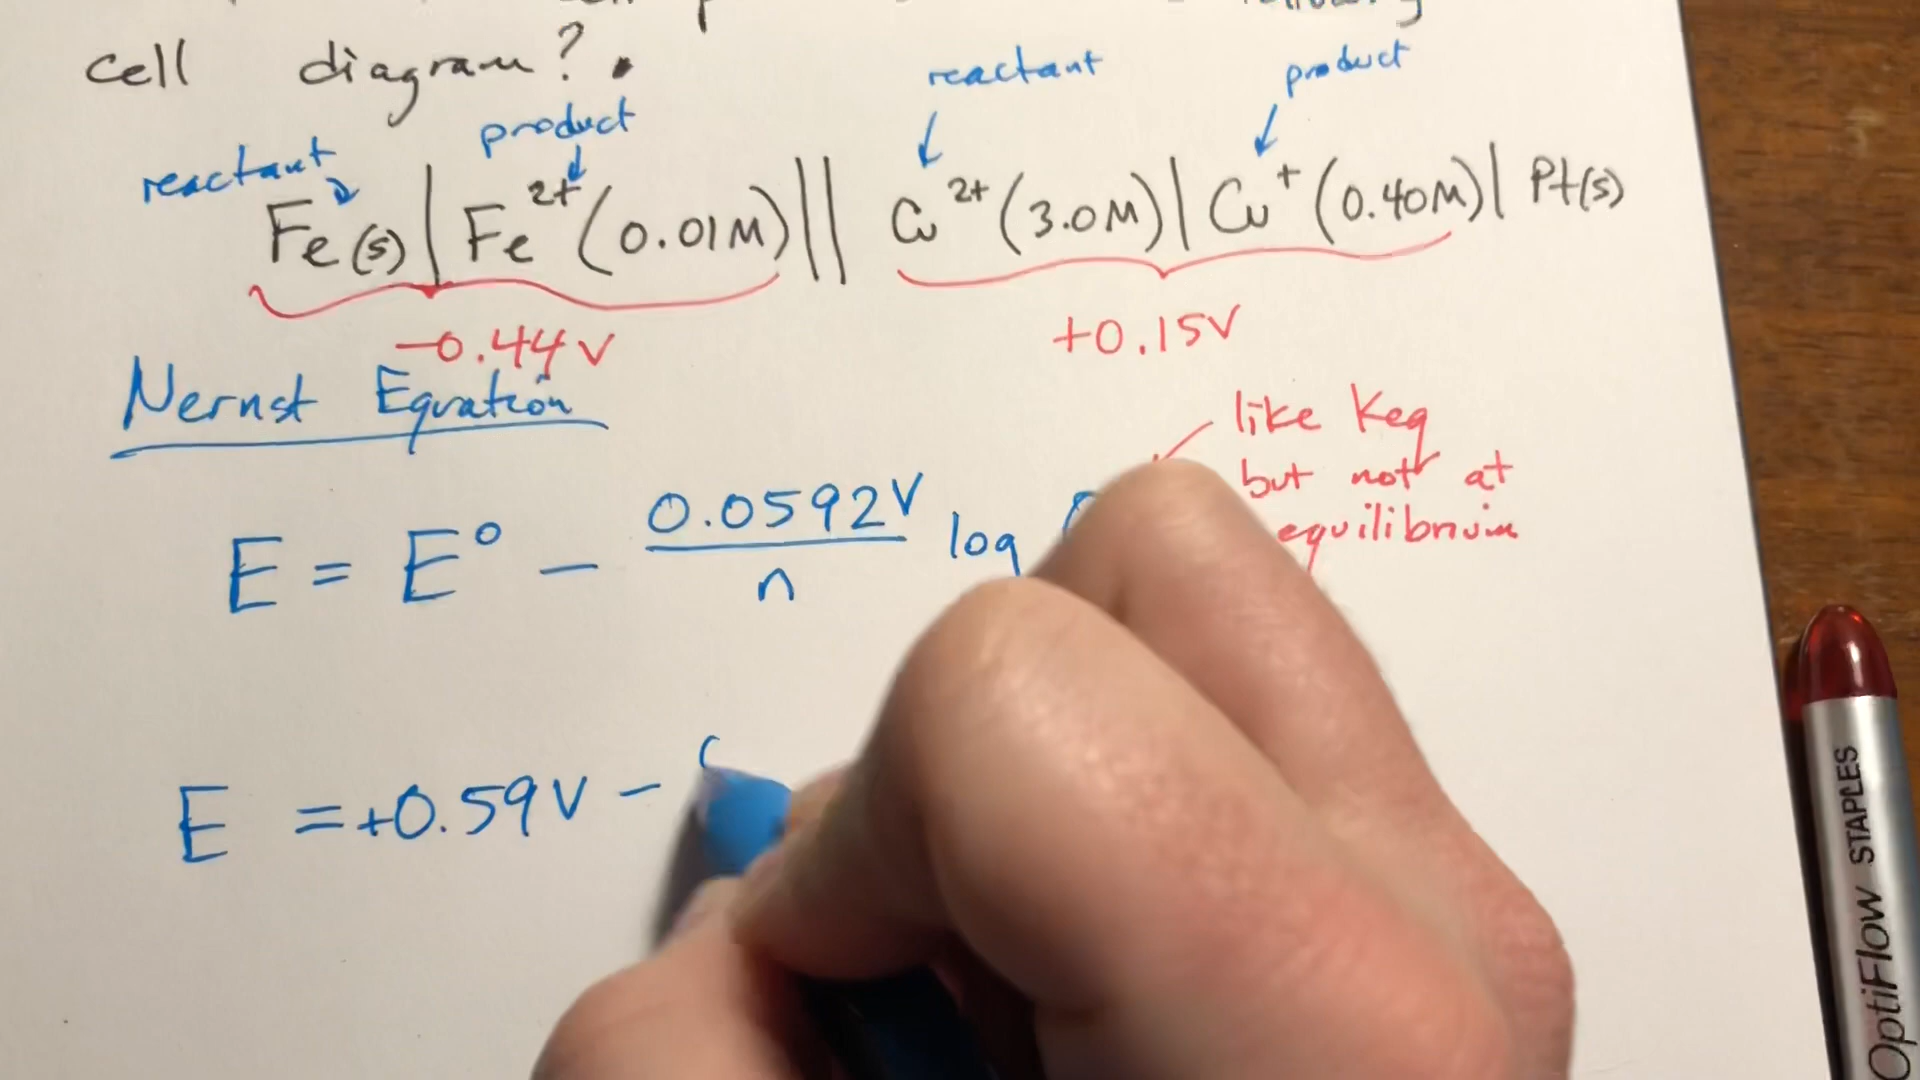 cell diagram?
reactant product
reactant product
Fe(s) | Fe²⁺ (0.01M) || Cu²⁺ (3.0M) | Cu⁺ (0.40M) | Pt(s)
-0.44V +0.15V
Nernst Equation
like Keq
but not at
equilibrium
E = E⁰ - 0.0592V / n log
E = +0.59V -
OptiFlow STAPLES